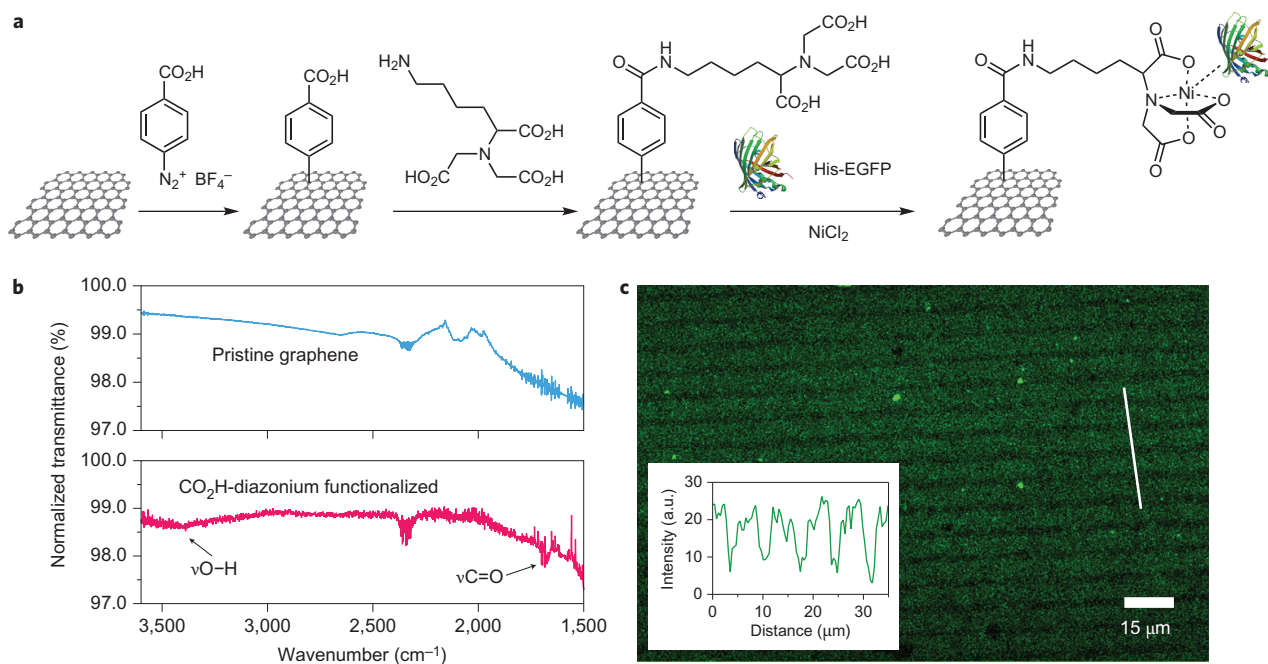 a
CO₂H
N₂⁺ BF₄⁻
CO₂H
H₂N
CO₂H
N
HO₂C
CO₂H
O
H
N
CO₂H
N
CO₂H
CO₂H
His-EGFP
NiCl₂
O
H
N
O
O
Ni
N
O
O
O
O
b
100.0
99.0
98.0
97.0
Pristine graphene
100.0
99.0
98.0
97.0
CO₂H-diazonium functionalized
νO–H
νC=O
3,500
3,000
2,500
2,000
1,500
Normalized transmittance (%)
Wavenumber (cm⁻¹)
c
30
20
10
0
0
10
20
30
Intensity (a.u.)
Distance (μm)
15 μm